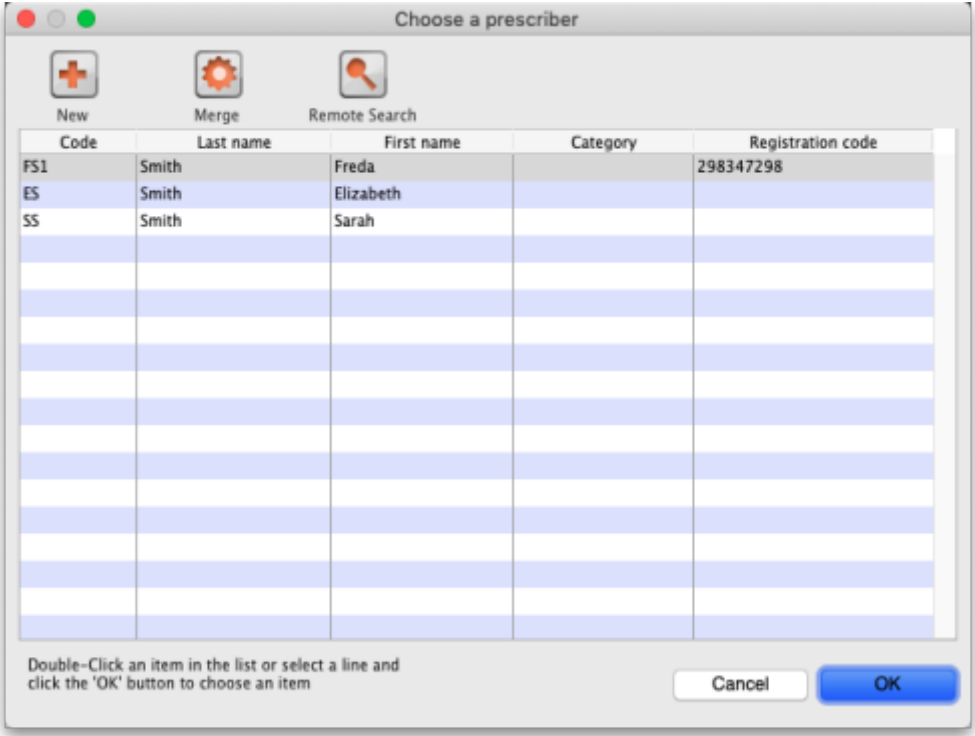 Choose a prescriber
New Merge Remote Search
Code Last name First name Category Registration code
FS1 Smith Freda 298347298
ES Smith Elizabeth
SS Smith Sarah
Double-Click an item in the list or select a line and
click the 'OK' button to choose an item
Cancel OK